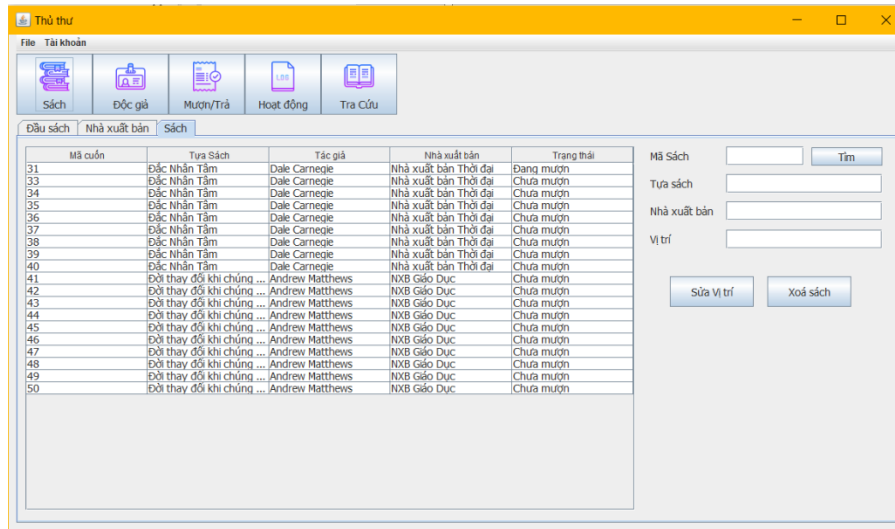 Thủ thư
File Tài khoản
LOG
Sách Độc giả Mượn/Trả Hoạt động Tra Cứu
Đầu sách Nhà xuất bản Sách
Mã cuốn Tựa Sách Tác giả Nhà xuất bản Trạng thái
31 Đắc Nhân Tâm Dale Carnegie Nhà xuất bản Thời đại Đang mượn
33 Đắc Nhân Tâm Dale Carnegie Nhà xuất bản Thời đại Chưa mượn
34 Đắc Nhân Tâm Dale Carnegie Nhà xuất bản Thời đại Chưa mượn
35 Đắc Nhân Tâm Dale Carnegie Nhà xuất bản Thời đại Chưa mượn
36 Đắc Nhân Tâm Dale Carnegie Nhà xuất bản Thời đại Chưa mượn
37 Đắc Nhân Tâm Dale Carnegie Nhà xuất bản Thời đại Chưa mượn
38 Đắc Nhân Tâm Dale Carnegie Nhà xuất bản Thời đại Chưa mượn
39 Đắc Nhân Tâm Dale Carnegie Nhà xuất bản Thời đại Chưa mượn
40 Đắc Nhân Tâm Dale Carnegie Nhà xuất bản Thời đại Chưa mượn
41 Đời thay đổi khi chúng ... Andrew Matthews NXB Giáo Dục Chưa mượn
42 Đời thay đổi khi chúng ... Andrew Matthews NXB Giáo Dục Chưa mượn
43 Đời thay đổi khi chúng ... Andrew Matthews NXB Giáo Dục Chưa mượn
44 Đời thay đổi khi chúng ... Andrew Matthews NXB Giáo Dục Chưa mượn
45 Đời thay đổi khi chúng ... Andrew Matthews NXB Giáo Dục Chưa mượn
46 Đời thay đổi khi chúng ... Andrew Matthews NXB Giáo Dục Chưa mượn
47 Đời thay đổi khi chúng ... Andrew Matthews NXB Giáo Dục Chưa mượn
48 Đời thay đổi khi chúng ... Andrew Matthews NXB Giáo Dục Chưa mượn
49 Đời thay đổi khi chúng ... Andrew Matthews NXB Giáo Dục Chưa mượn
50 Đời thay đổi khi chúng ... Andrew Matthews NXB Giáo Dục Chưa mượn
Mã Sách Tìm
Tựa sách
Nhà xuất bản
Vị trí
Sửa Vị trí Xoá sách